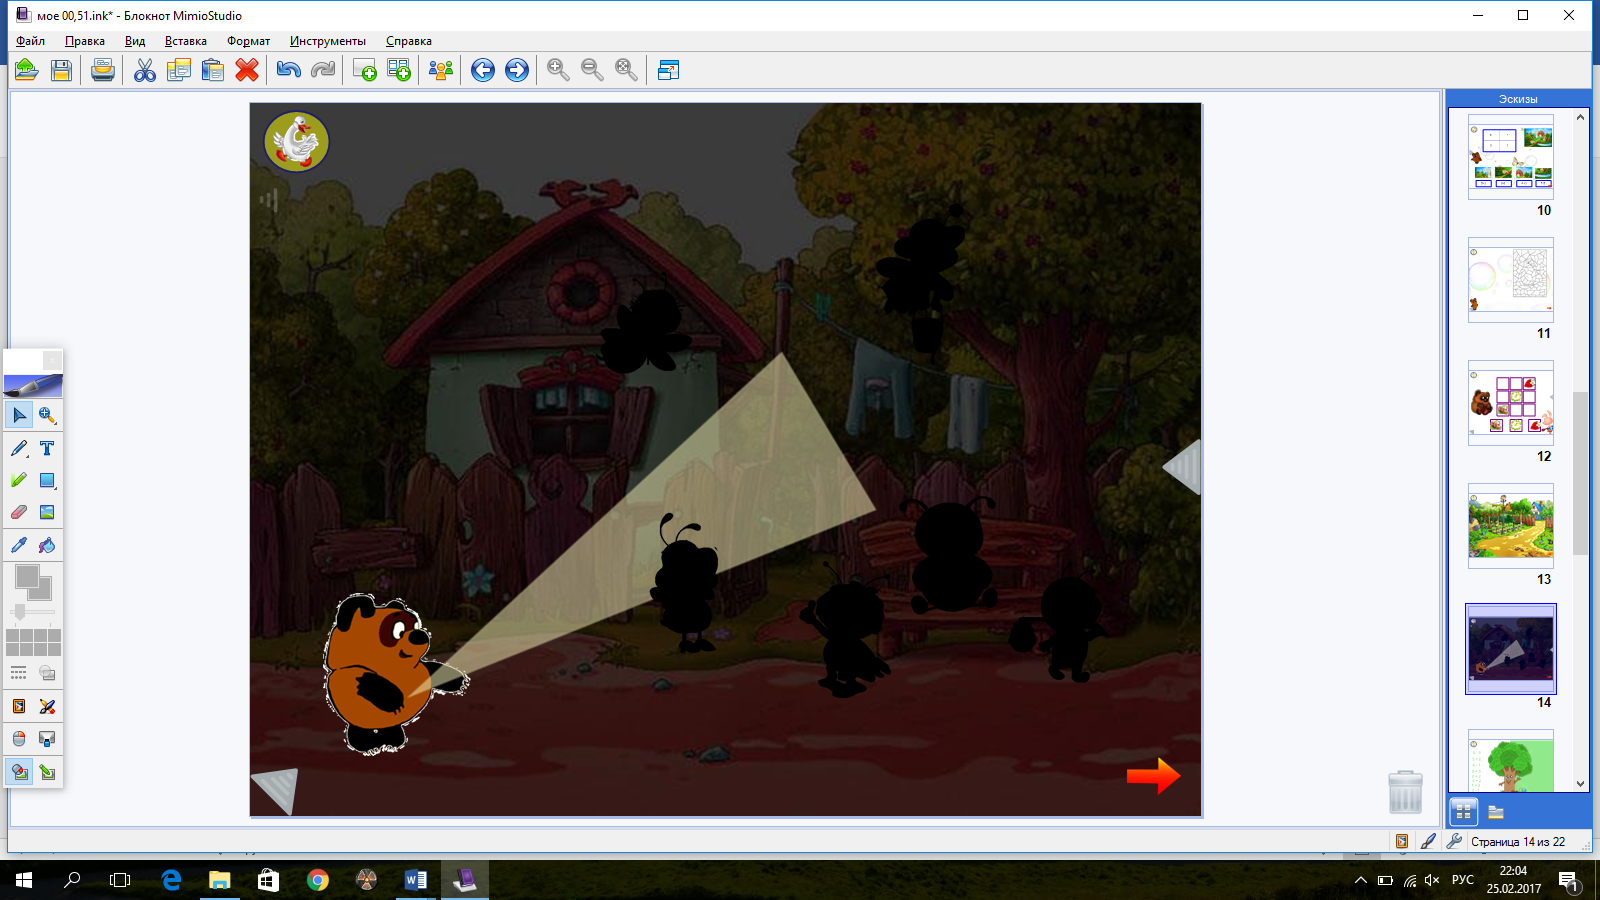 мое 00,51.ink* - Блокнот MimioStudio
Файл Правка Вид Вставка Формат Инструменты Справка
Эскизы
10
11
12
13
14
Страница 14 из 22
РУС
22:04
25.02.2017
1